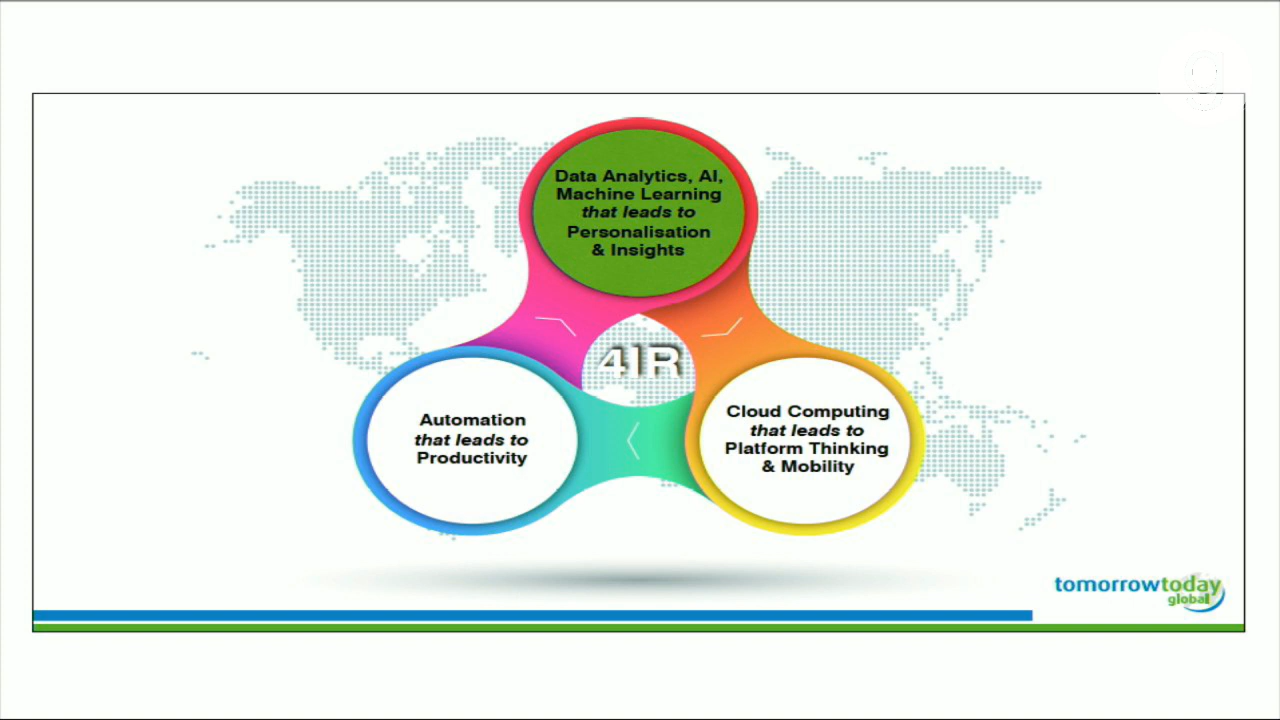 Data Analytics, AI,
Machine Learning
that leads to
Personalisation
& Insights
4IR
Automation
that leads to
Productivity
Cloud Computing
that leads to
Platform Thinking
& Mobility
tomorrowtoday
global
g